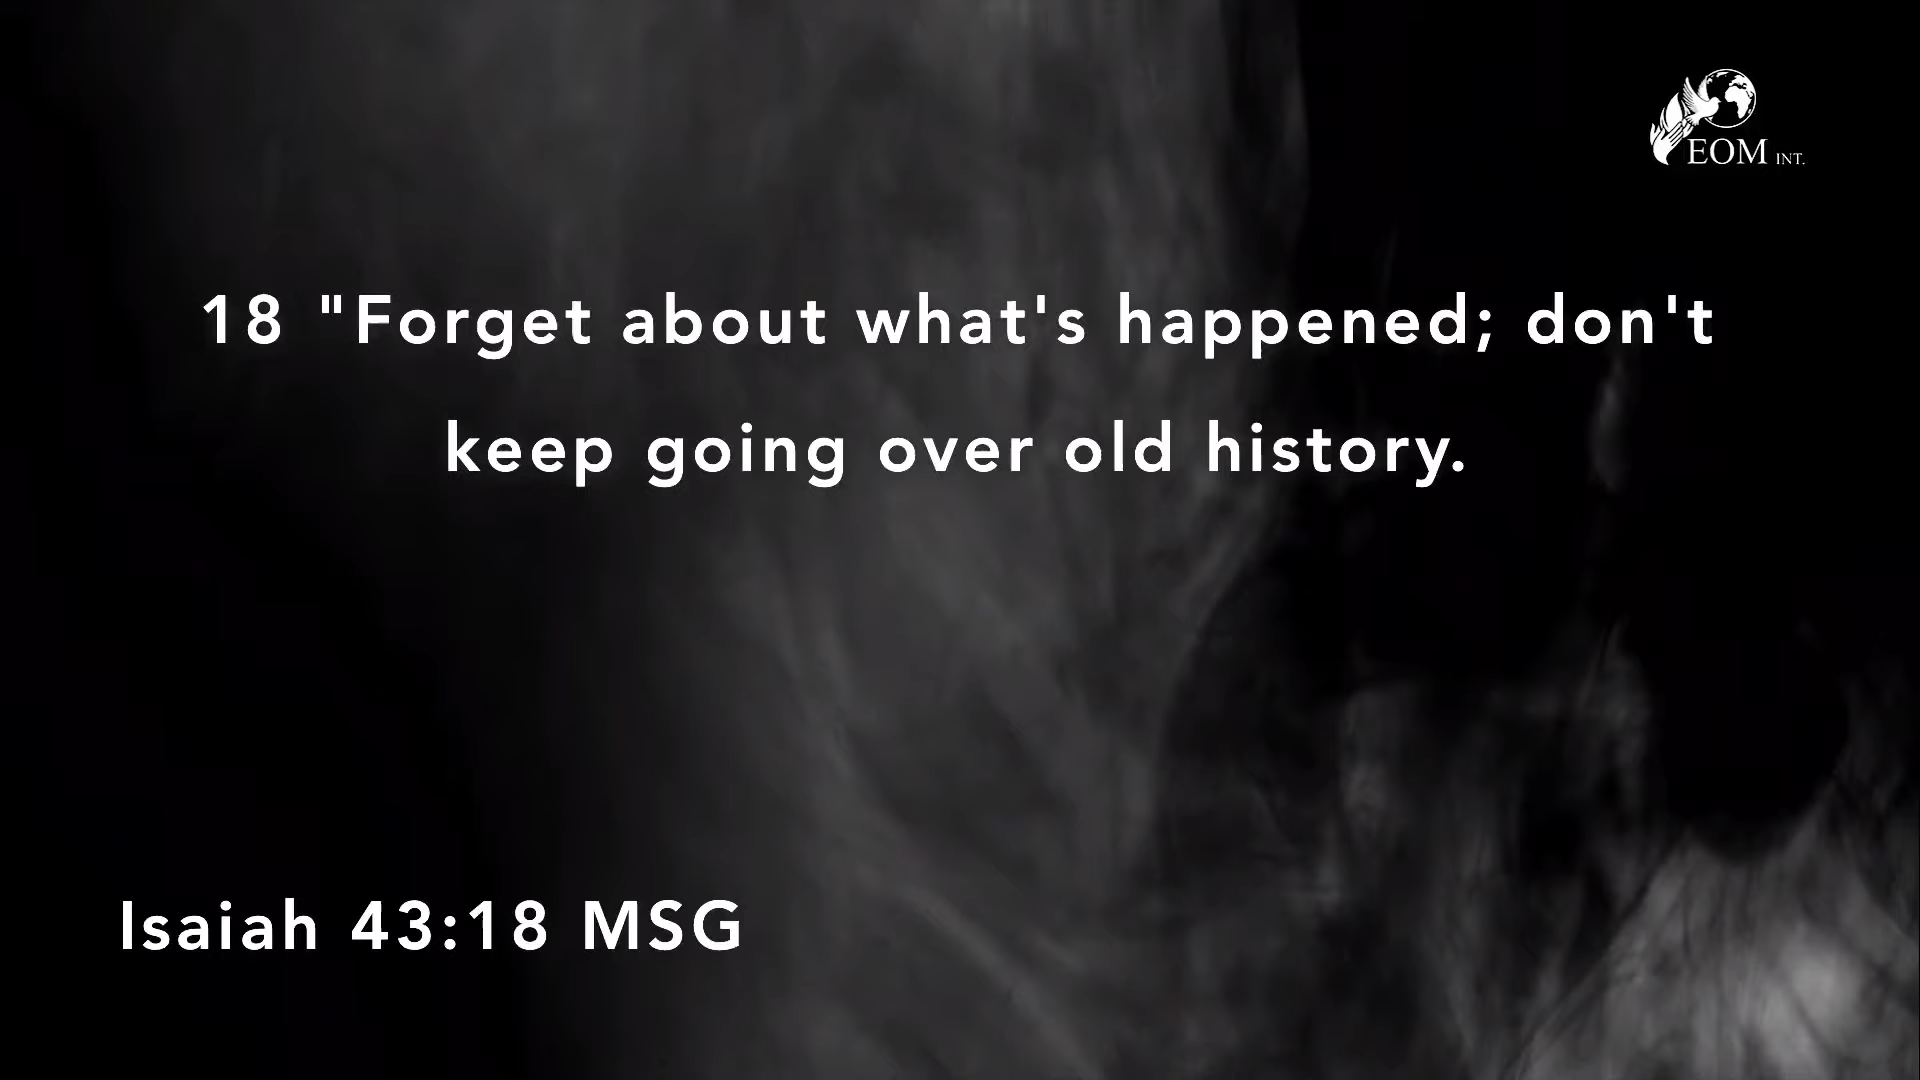 EOM INT.
18 "Forget about what's happened; don't
keep going over old history.
Isaiah 43:18 MSG